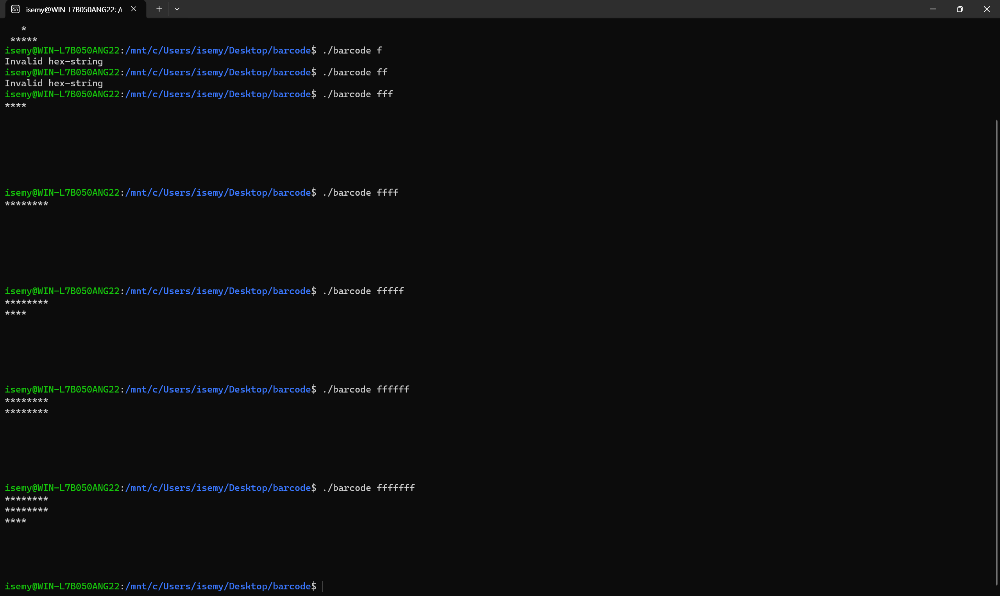 isemy@WIN-L7B050ANG22: /
   *
 *****
isemy@WIN-L7B050ANG22:/mnt/c/Users/isemy/Desktop/barcode$ ./barcode f
Invalid hex-string
isemy@WIN-L7B050ANG22:/mnt/c/Users/isemy/Desktop/barcode$ ./barcode ff
Invalid hex-string
isemy@WIN-L7B050ANG22:/mnt/c/Users/isemy/Desktop/barcode$ ./barcode fff
****
isemy@WIN-L7B050ANG22:/mnt/c/Users/isemy/Desktop/barcode$ ./barcode ffff
********
isemy@WIN-L7B050ANG22:/mnt/c/Users/isemy/Desktop/barcode$ ./barcode fffff
********
****
isemy@WIN-L7B050ANG22:/mnt/c/Users/isemy/Desktop/barcode$ ./barcode ffffff
********
********
isemy@WIN-L7B050ANG22:/mnt/c/Users/isemy/Desktop/barcode$ ./barcode fffffff
********
********
****
isemy@WIN-L7B050ANG22:/mnt/c/Users/isemy/Desktop/barcode$